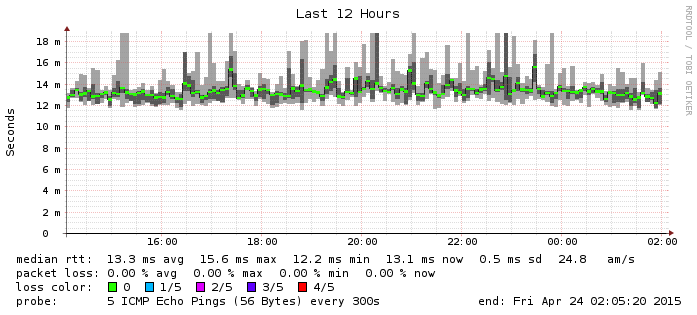 Last 12 Hours
RRDTOOL / TOBI OETIKER
Seconds
18 m
16 m
14 m
12 m
10 m
8 m
6 m
4 m
2 m
0
16:00 18:00 20:00 22:00 00:00 02:00
median rtt: 13.3 ms avg 15.6 ms max 12.2 ms min 13.1 ms now 0.5 ms sd 24.8 am/s
packet loss: 0.00 % avg 0.00 % max 0.00 % min 0.00 % now
loss color: 0 1/5 2/5 3/5 4/5
probe: 5 ICMP Echo Pings (56 Bytes) every 300s end: Fri Apr 24 02:05:20 2015